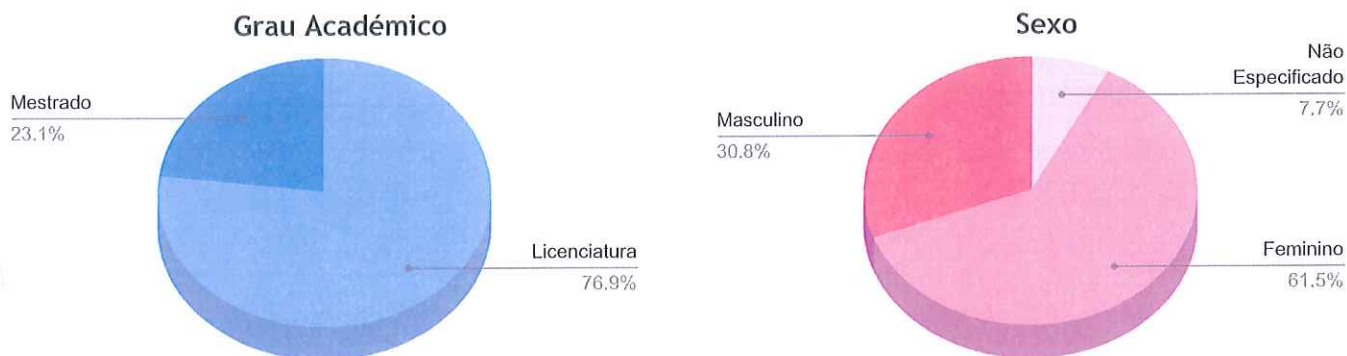 Grau Académico
Mestrado
23.1%
Licenciatura
76.9%
Sexo
Não
Especificado
7.7%
Masculino
30.8%
Feminino
61.5%